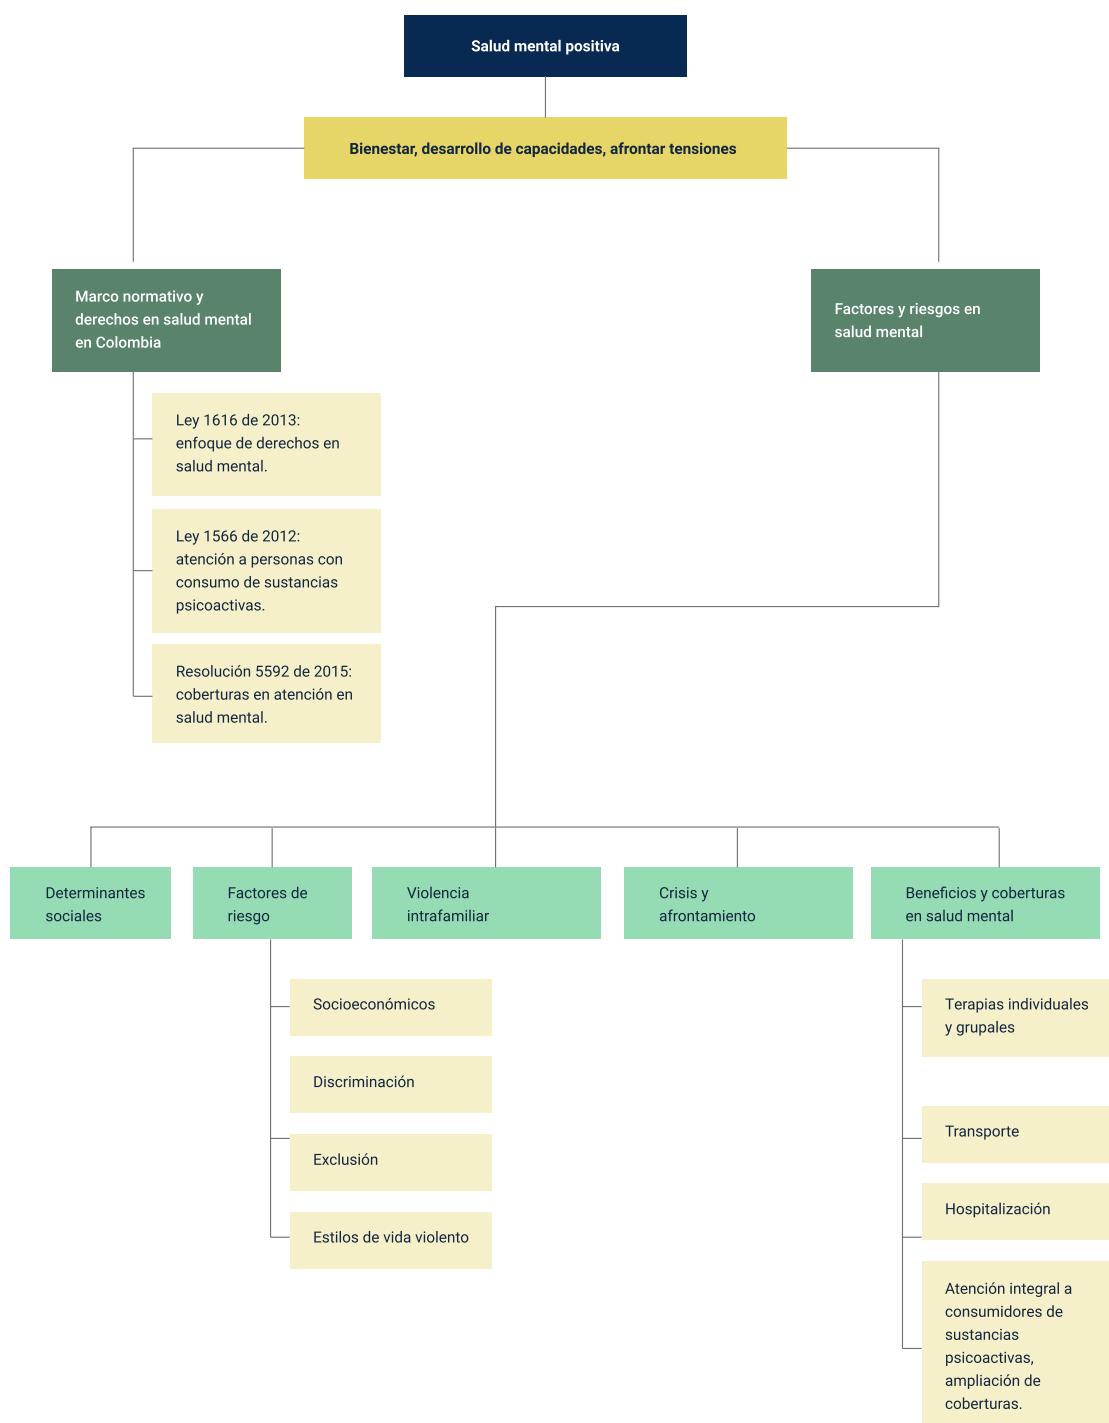 Salud mental positiva
Bienestar, desarrollo de capacidades, afrontar tensiones
Marco normativo y
derechos en salud mental
en Colombia
Factores y riesgos en
salud mental
Ley 1616 de 2013:
enfoque de derechos en
salud mental.
Ley 1566 de 2012:
atención a personas con
consumo de sustancias
psicoactivas.
Resolución 5592 de 2015:
coberturas en atención en
salud mental.
Determinantes
sociales
Factores de
riesgo
Violencia
intrafamiliar
Crisis y
afrontamiento
Beneficios y coberturas
en salud mental
Socioeconómicos
Discriminación
Exclusión
Estilos de vida violento
Terapias individuales
y grupales
Transporte
Hospitalización
Atención integral a
consumidores de
sustancias
psicoactivas,
ampliación de
coberturas.